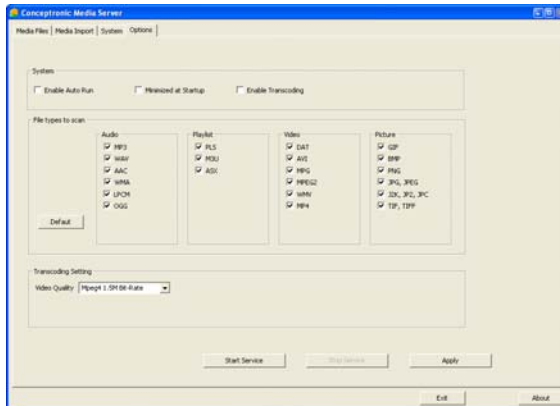 Conceptronic Media Server
Media Files Media Import System Options
System
Enable Auto Run Minimized at Startup Enable Transcoding
File types to scan
Audio Playlist Video Picture
MP3 PLS DAT GIF
WAV M3U AVI BMP
AAC ASX MPG PNG
WMA MPEG2 JPG, JPEG
LPCM WMV J2K, JP2, JPC
OGG MP4 TIF, TIFF
Default
Transcoding Setting
Video Quality Mpeg4 1.5M Bit-Rate
Start Service Stop Service Apply
Exit About